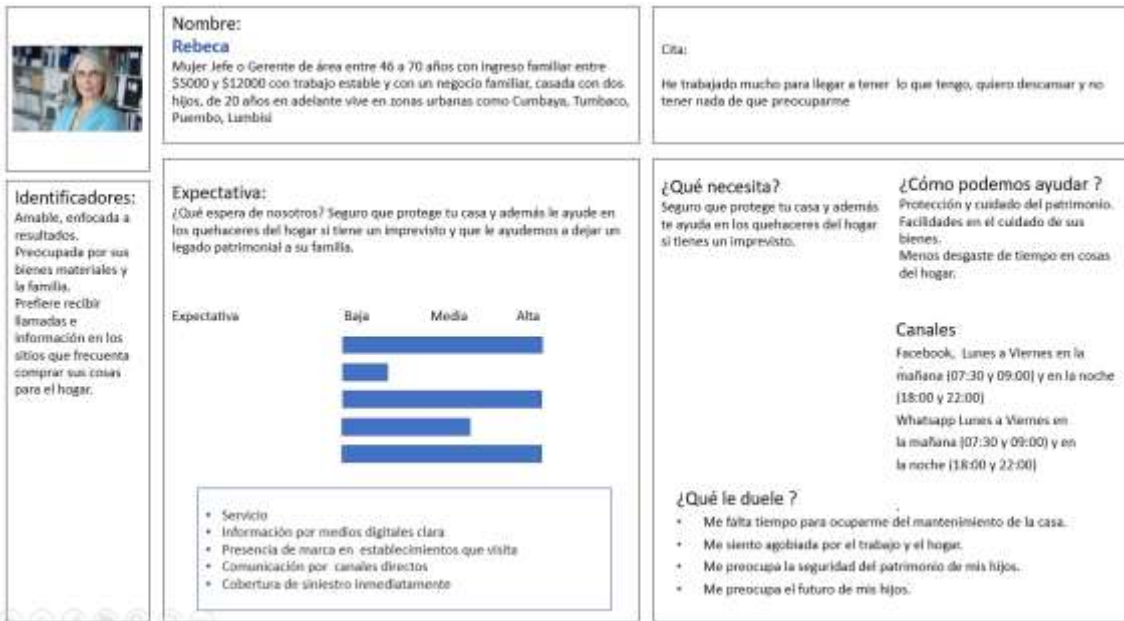 Nombre:
Rebeca
Mujer Jefe o Gerente de área entre 46 a 70 años con ingreso familiar entre
$5000 y $12000 con trabajo estable y con un negocio familiar, casada con dos
hijos, de 20 años en adelante vive en zonas urbanas como Cumbaya, Tumbaco,
Puembo, Lumbisi
Cita:
He trabajado mucho para llegar a tener lo que tengo, quiero descansar y no
tener nada de que preocuparme
Identificadores:
Amable, enfocada a
resultados.
Preocupada por sus
bienes materiales y
la familia.
Prefiere recibir
llamadas e
información en los
sitios que frecuenta
comprar sus cosas
para el hogar.
Expectativa:
¿Qué espera de nosotros? Seguro que protege tu casa y además le ayude en
los quehaceres del hogar si tiene un imprevisto y que le ayudemos a dejar un
legado patrimonial a su familia.
Expectativa Baja Media Alta
• Servicio
• Información por medios digitales clara
• Presencia de marca en establecimientos que visita
• Comunicación por canales directos
• Cobertura de siniestro inmediatamente
¿Qué necesita?
Seguro que protege tu casa y además
te ayuda en los quehaceres del hogar
si tienes un imprevisto.
¿Cómo podemos ayudar ?
Protección y cuidado del patrimonio.
Facilidades en el cuidado de sus
bienes.
Menos desgaste de tiempo en cosas
del hogar.
Canales
Facebook, Lunes a Viernes en la
mañana (07:30 y 09:00) y en la noche
(18:00 y 22:00)
Whatsapp Lunes a Viernes en
la mañana (07:30 y 09:00) y en
la noche (18:00 y 22:00)
¿Qué le duele ?
• Me falta tiempo para ocuparme del mantenimiento de la casa.
• Me siento agobiada por el trabajo y el hogar.
• Me preocupa la seguridad del patrimonio de mis hijos.
• Me preocupa el futuro de mis hijos.